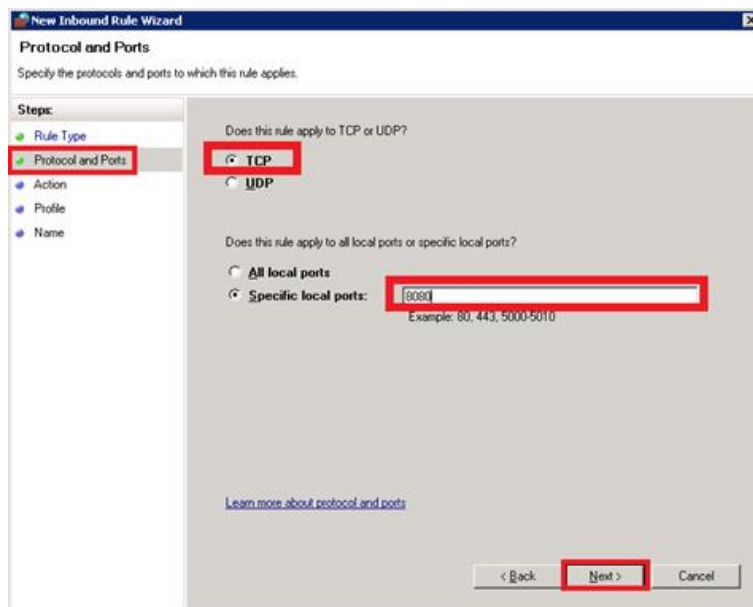 New Inbound Rule Wizard
Protocol and Ports
Specify the protocols and ports to which this rule applies.
Steps:
Rule Type
Protocol and Ports
Action
Profile
Name
Does this rule apply to TCP or UDP?
TCP
UDP
Does this rule apply to all local ports or specific local ports?
All local ports
Specific local ports: 8080
Example: 80, 443, 5000-5010
Learn more about protocol and ports
< Back Next > Cancel